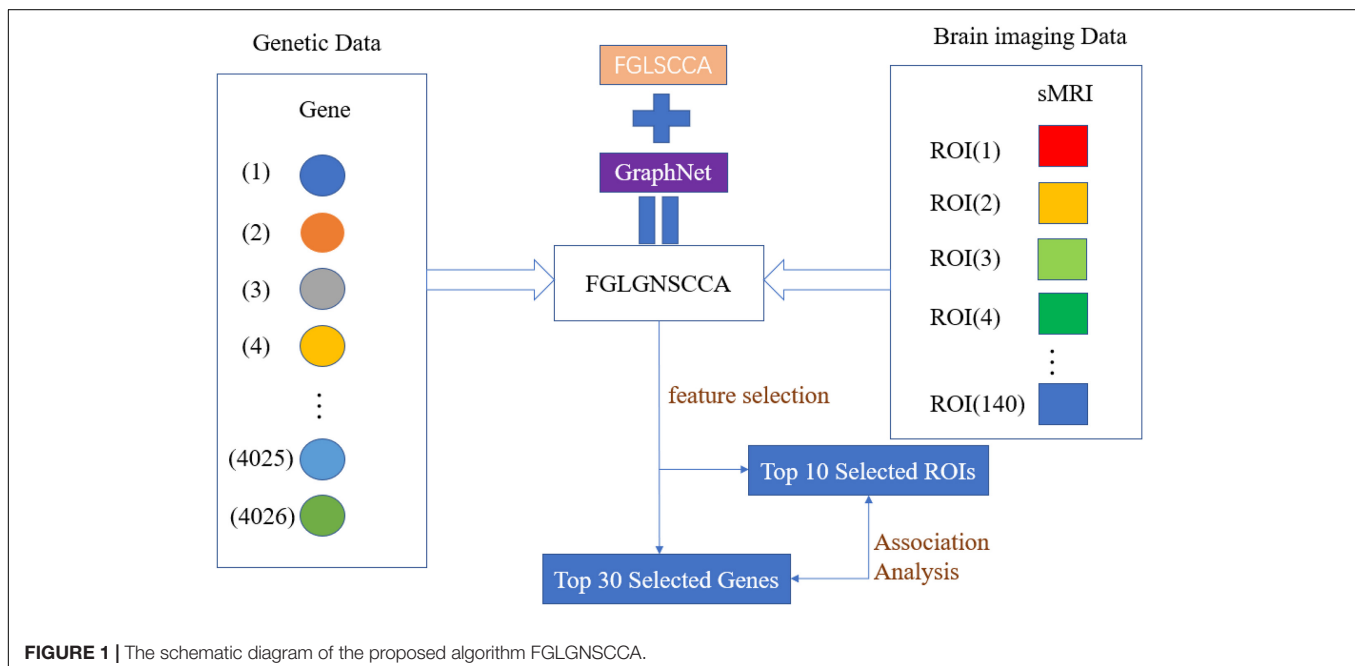 Genetic Data
Gene
(1)
(2)
(3)
(4)
⋮
(4025)
(4026)
FGLSCCA
GraphNet
FGLGNSCCA
Brain imaging Data
sMRI
ROI(1)
ROI(2)
ROI(3)
ROI(4)
⋮
ROI(140)
feature selection
Top 10 Selected ROIs
Association
Analysis
Top 30 Selected Genes
FIGURE 1 | The schematic diagram of the proposed algorithm FGLGNSCCA.